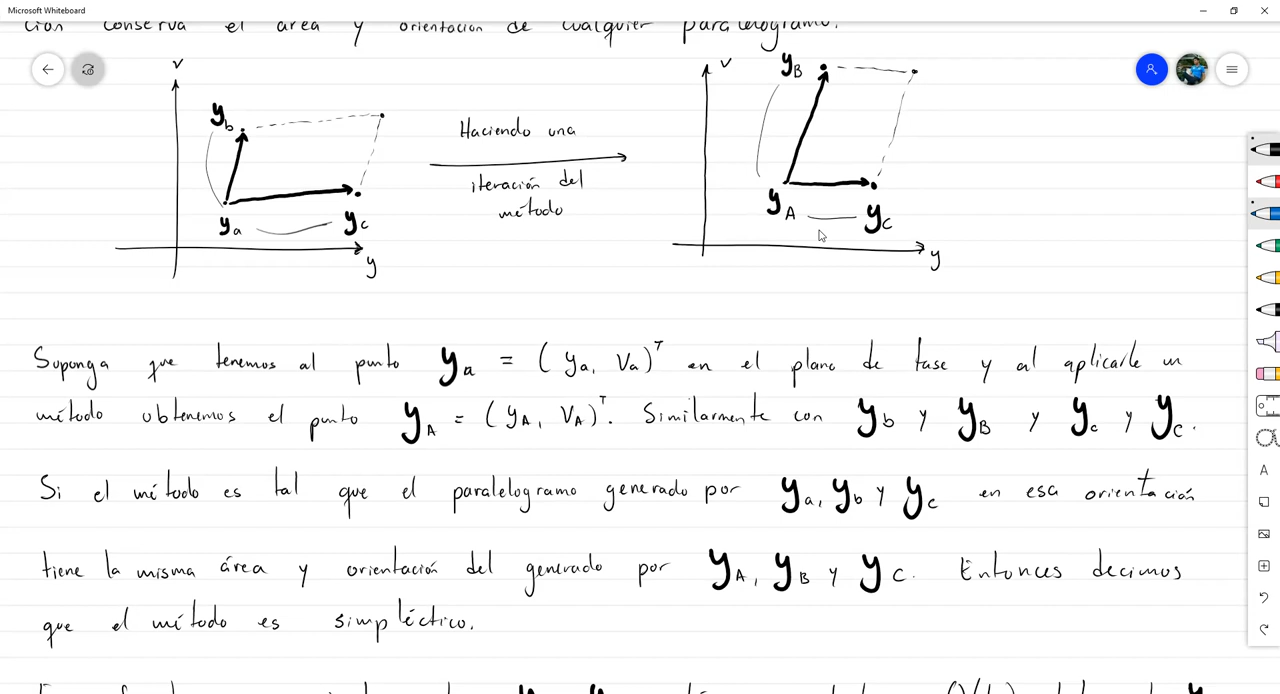 Microsoft Whiteboard
ción conserva el área y orientación de cualquier paralelogramo.
v
y_b
y_a
y_c
y
Haciendo una
iteración del
método
v
y_B
y_A
y_C
y
Suponga que tenemos al punto y_a = (y_a, v_a)^T en el plano de fase y al aplicarle un
método obtenemos el punto y_A = (y_A, v_A)^T. Similarmente con y_b y y_B y y_c y y_C.
Si el método es tal que el paralelogramo generado por y_a, y_b y y_c en esa orientación
tiene la misma área y orientación del generado por y_A, y_B y y_C. Entonces decimos
que el método es simpléctico.